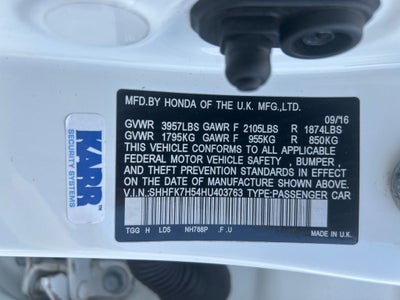 MFD.BY HONDA OF THE U.K. MFG.,LTD.
09/16
GVWR 3957LBS GAWR F 2105LBS R 1874LBS
GVWR 1795KG GAWR F 955KG R 850KG
THIS VEHICLE CONFORMS TO ALL APPLICABLE
FEDERAL MOTOR VEHICLE SAFETY , BUMPER ,
AND THEFT PREVENTION STANDARDS IN EFFECT
ON THE DATE OF MANUFACTURE SHOWN ABOVE.
V.I.N.:SHHFK7H54HU403763 TYPE:PASSENGER CAR
TGG H LD5 NH788P .F .U
MADE IN U.K.
KARR
SECURITY SYSTEMS